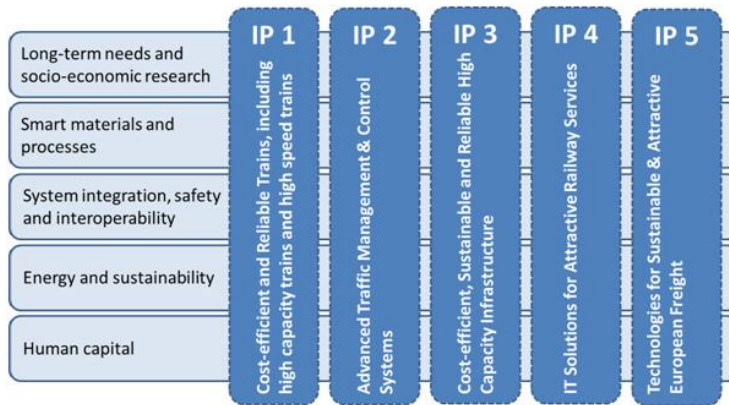 IP 1
IP 2
IP 3
IP 4
IP 5
Long-term needs and
socio-economic research
Smart materials and
processes
System integration, safety
and interoperability
Energy and sustainability
Human capital
Cost-efficient and Reliable Trains, including
high capacity trains and high speed trains
Advanced Traffic Management & Control
Systems
Cost-efficient, Sustainable and Reliable High
Capacity Infrastructure
IT Solutions for Attractive Railway Services
Technologies for Sustainable & Attractive
European Freight